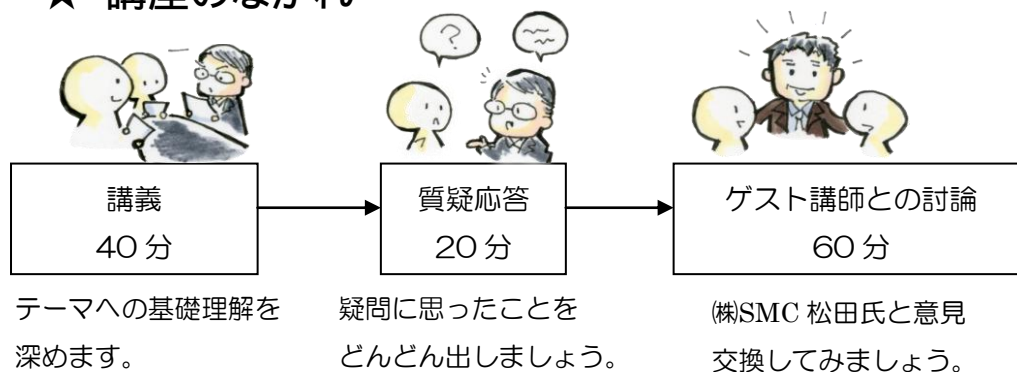 ★ 講座のながれ
?
講義
40分
質疑応答
20分
ゲスト講師との討論
60分
テーマへの基礎理解を
深めます。
疑問に思ったことを
どんどん出しましょう。
㈱SMC 松田氏と意見
交換してみましょう。